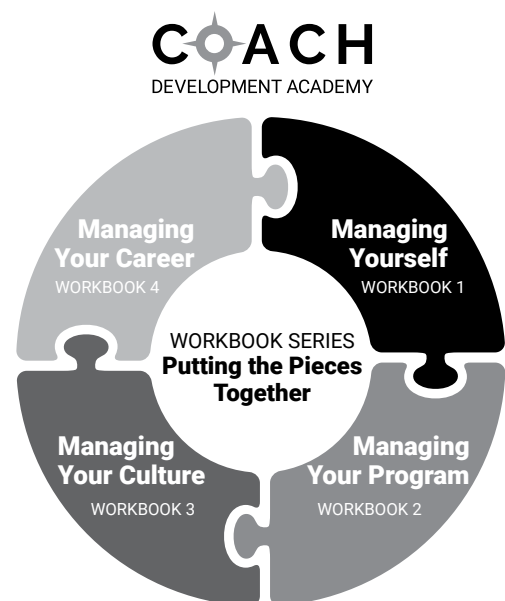 COACH
DEVELOPMENT ACADEMY
Managing
Your Career
WORKBOOK 4
Managing
Yourself
WORKBOOK 1
WORKBOOK SERIES
Putting the Pieces
Together
Managing
Your Culture
WORKBOOK 3
Managing
Your Program
WORKBOOK 2